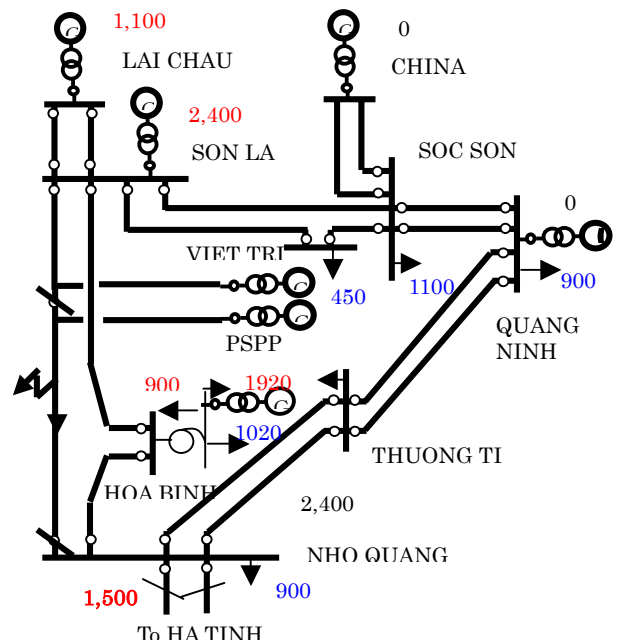 1,100
0
LAI CHAU
CHINA
2,400
SON LA
SOC SON
0
VIET TRI
450
1100
900
QUANG
NINH
PSPP
900
1920
1020
THUONG TI
HOA BINH
2,400
NHO QUANG
1,500
900
To HA TINH